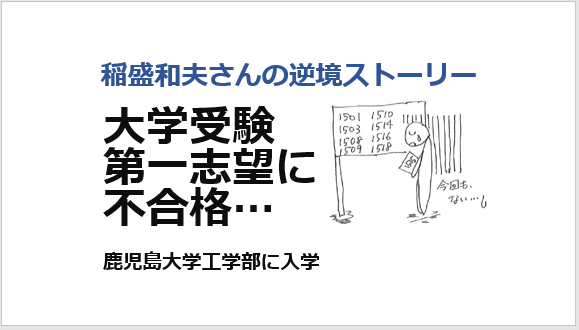 稲盛和夫さんの逆境ストーリー
大学受験
第一志望に
不合格…
1501 1510
1503 1514
1508 1516
1509 1518
今回も、
ない…。
鹿児島大学工学部に入学